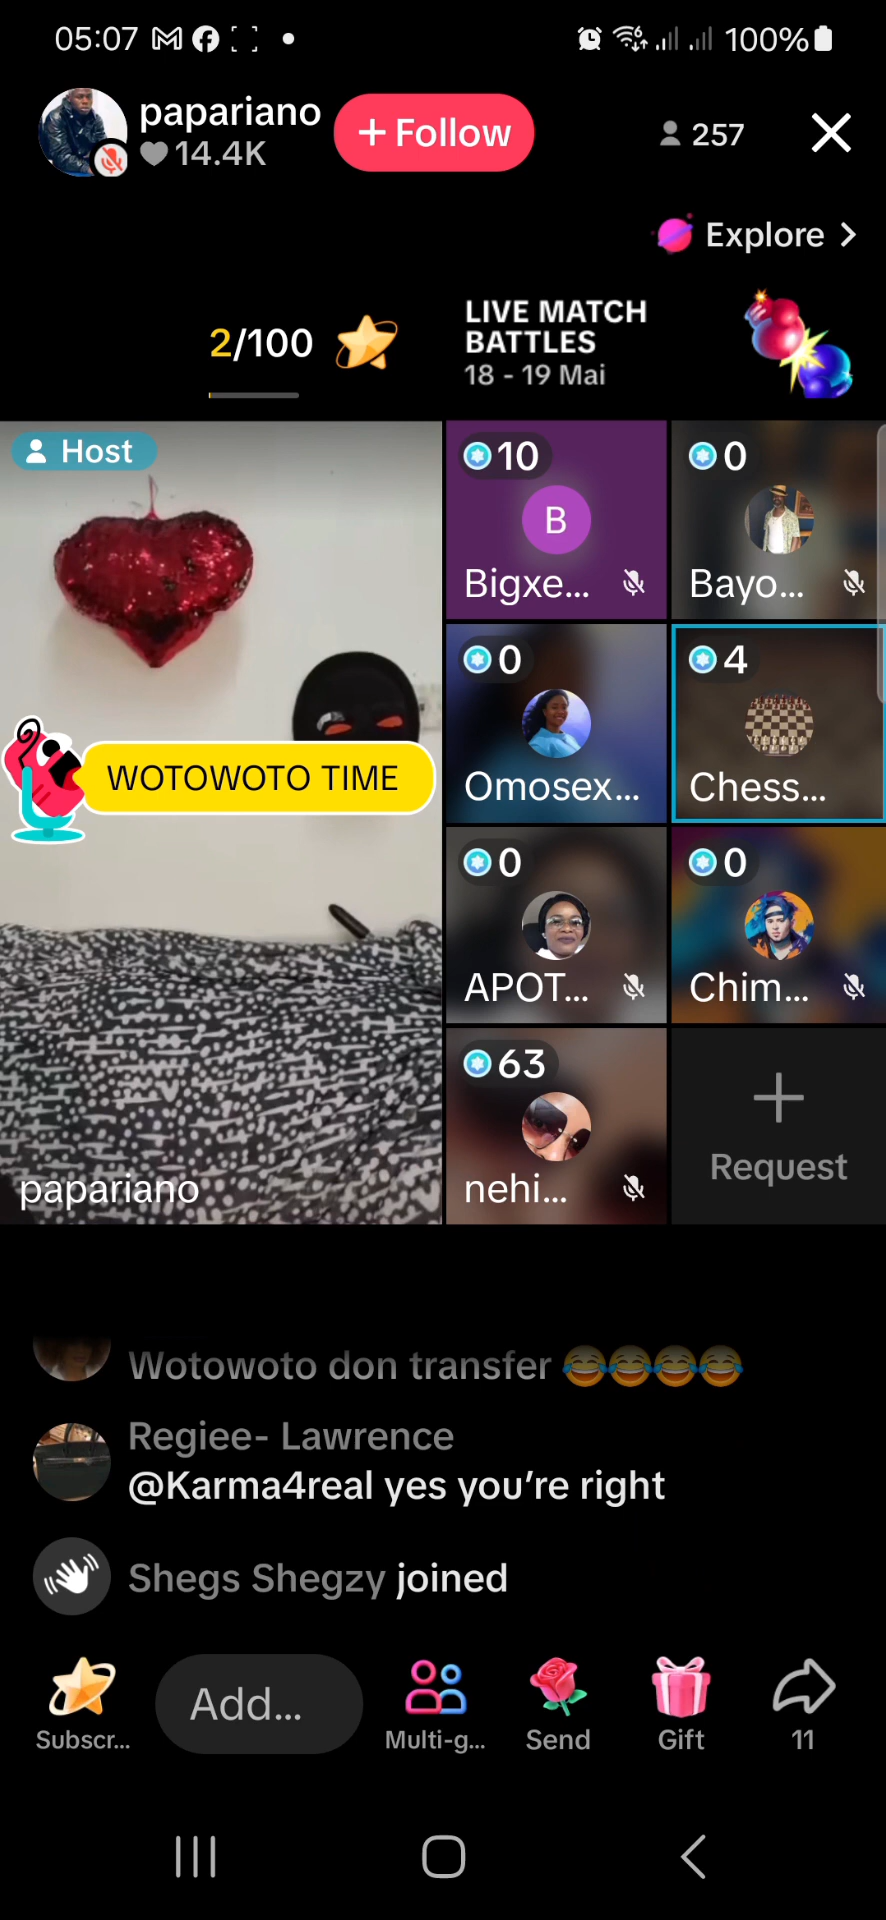 05:07
100%
papariano
14.4K
+ Follow
257
Explore
2/100
LIVE MATCH
BATTLES
18 - 19 Mai
Host
10
B
Bigxe...
0
Bayo...
0
Omosex...
4
Chess...
WOTOWOTO TIME
0
APOT...
0
Chim...
63
nehi...
Request
papariano
Wotowoto don transfer 😂😂😂😂
Regiee- Lawrence
@Karma4real yes you’re right
Shegs Shegzy joined
Subscr...
Add...
Multi-g...
Send
Gift
11